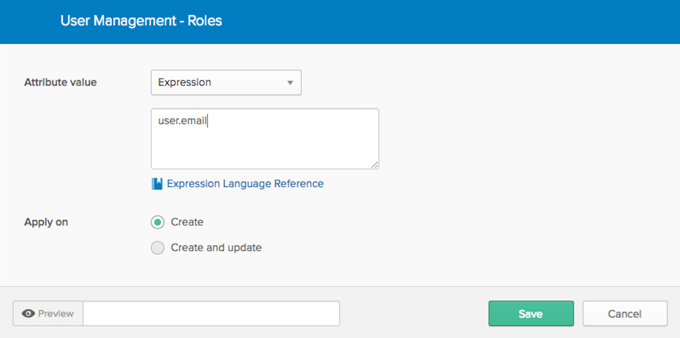 User Management - Roles
Attribute value
Expression
user.email
Expression Language Reference
Apply on
Create
Create and update
Preview
Save
Cancel